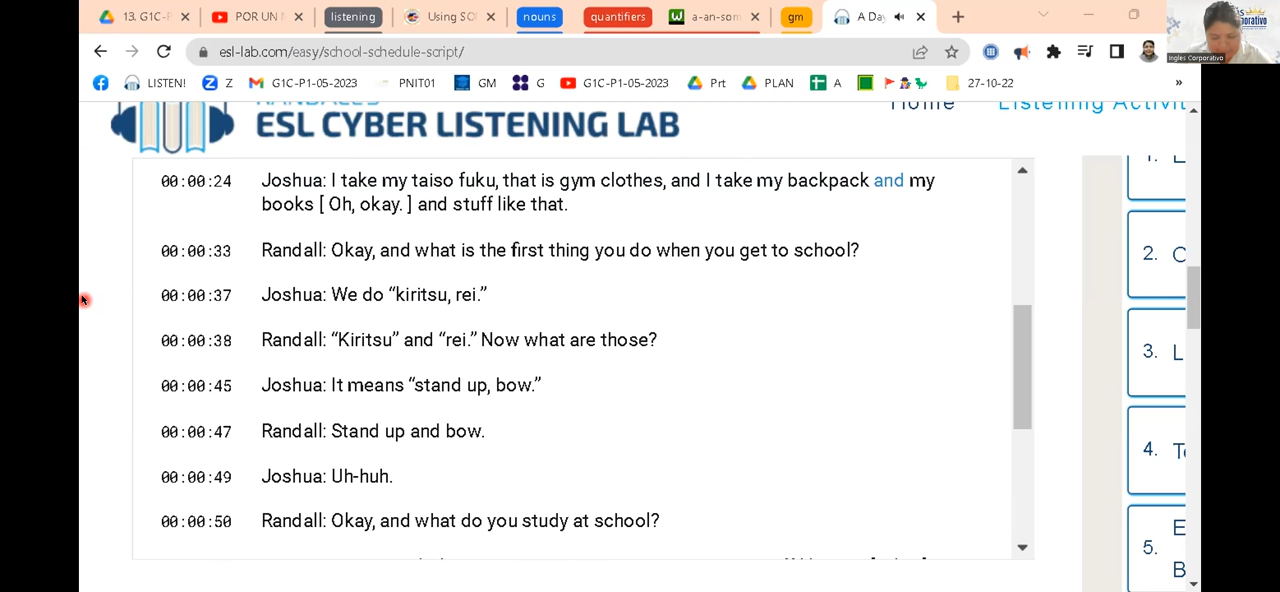 13. G1C-P
POR UN
listening
Using SO
nouns
quantifiers
a-an-som
gm
A Day
esl-lab.com/easy/school-schedule-script/
Ingles Corporativo
LISTEN!
Z
G1C-P1-05-2023
PNIT01
GM
G
G1C-P1-05-2023
Prt
PLAN
A
27-10-22
»
Home
Listening Activit
ESL CYBER LISTENING LAB
00:00:24 Joshua: I take my taiso fuku, that is gym clothes, and I take my backpack and my
books [ Oh, okay. ] and stuff like that.
00:00:33 Randall: Okay, and what is the first thing you do when you get to school?
00:00:37 Joshua: We do “kiritsu, rei.”
00:00:38 Randall: “Kiritsu” and “rei.” Now what are those?
00:00:45 Joshua: It means “stand up, bow.”
00:00:47 Randall: Stand up and bow.
00:00:49 Joshua: Uh-huh.
00:00:50 Randall: Okay, and what do you study at school?
2. C
3. L
4. T
5. E
B